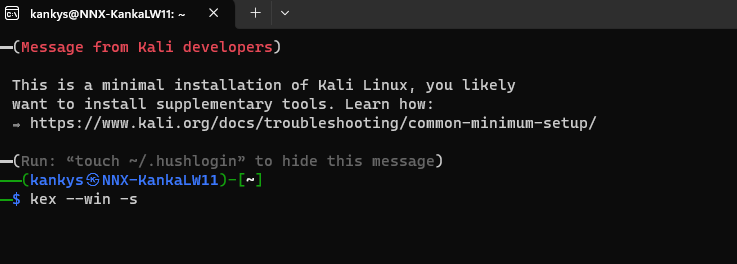 kankys@NNX-KankaLW11: ~
(Message from Kali developers)
This is a minimal installation of Kali Linux, you likely
want to install supplementary tools. Learn how:
⇒ https://www.kali.org/docs/troubleshooting/common-minimum-setup/
(Run: “touch ~/.hushlogin” to hide this message)
(kankys㉿NNX-KankaLW11)-[~]
$ kex --win -s